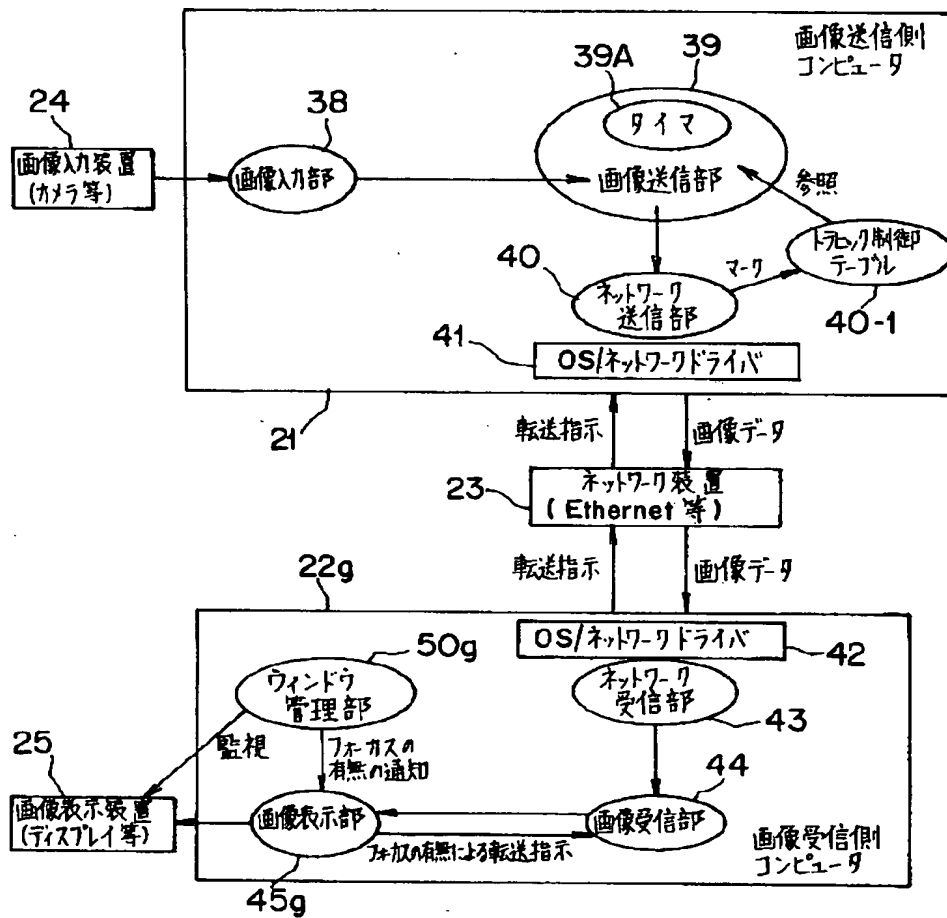 画像送信側
コンピュータ
39A
39
タイマ
24
38
画像入力装置
(カメラ等)
画像入力部
画像送信部
参照
トラヒック制御
テーブル
40
マーク
ネットワーク
送信部
40-1
41
OS/ネットワークドライバ
21
転送指示
画像データ
23
ネットワーク装置
(Ethernet等)
転送指示
画像データ
22g
OS/ネットワークドライバ
42
50g
ウィンドウ
管理部
ネットワーク
受信部
43
25
監視
フォーカスの
有無の通知
44
画像表示装置
(ディスプレイ等)
画像表示部
画像受信部
フォーカスの有無による転送指示
45g
画像受信側
コンピュータ